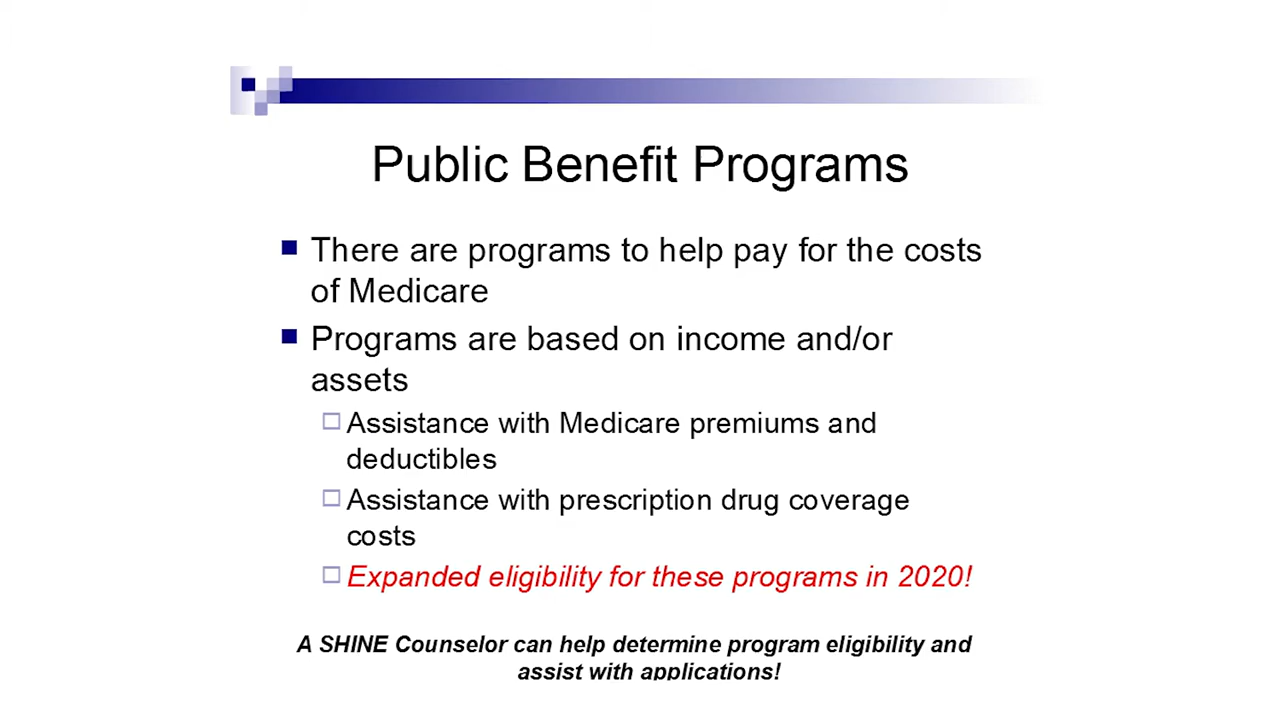 Public Benefit Programs
There are programs to help pay for the costs
of Medicare
Programs are based on income and/or
assets
Assistance with Medicare premiums and
deductibles
Assistance with prescription drug coverage
costs
Expanded eligibility for these programs in 2020!
A SHINE Counselor can help determine program eligibility and
assist with applications!